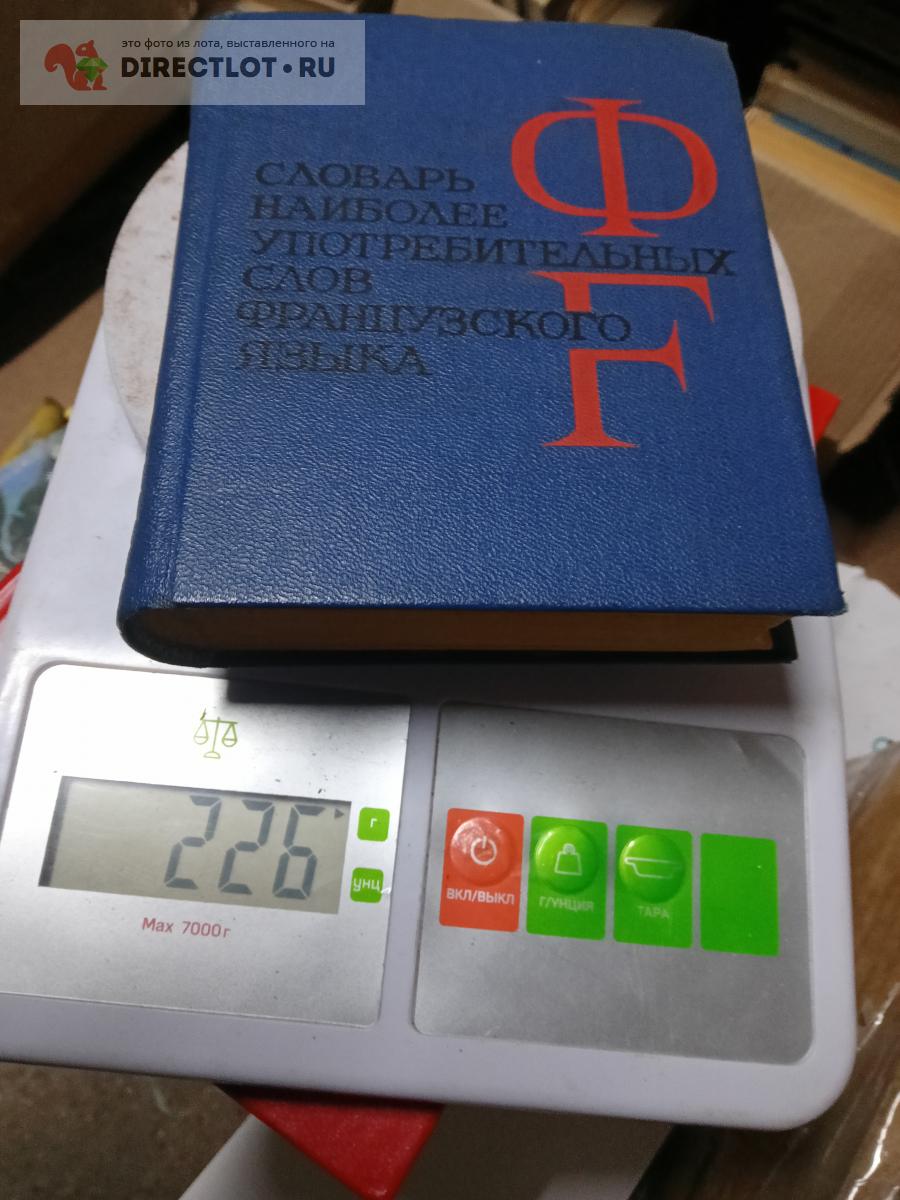 это фото из лота, выставленного на
DIRECTLOT • RU
СЛОВАРЬ
НАИБОЛЕЕ
УПОТРЕБИТЕЛЬНЫХ
СЛОВ
ФРАНЦУЗСКОГО
ЯЗЫКА
Ф
F
226
г
унц
Max 7000г
ВКЛ/ВЫКЛ
Г/УНЦИЯ
ТАРА